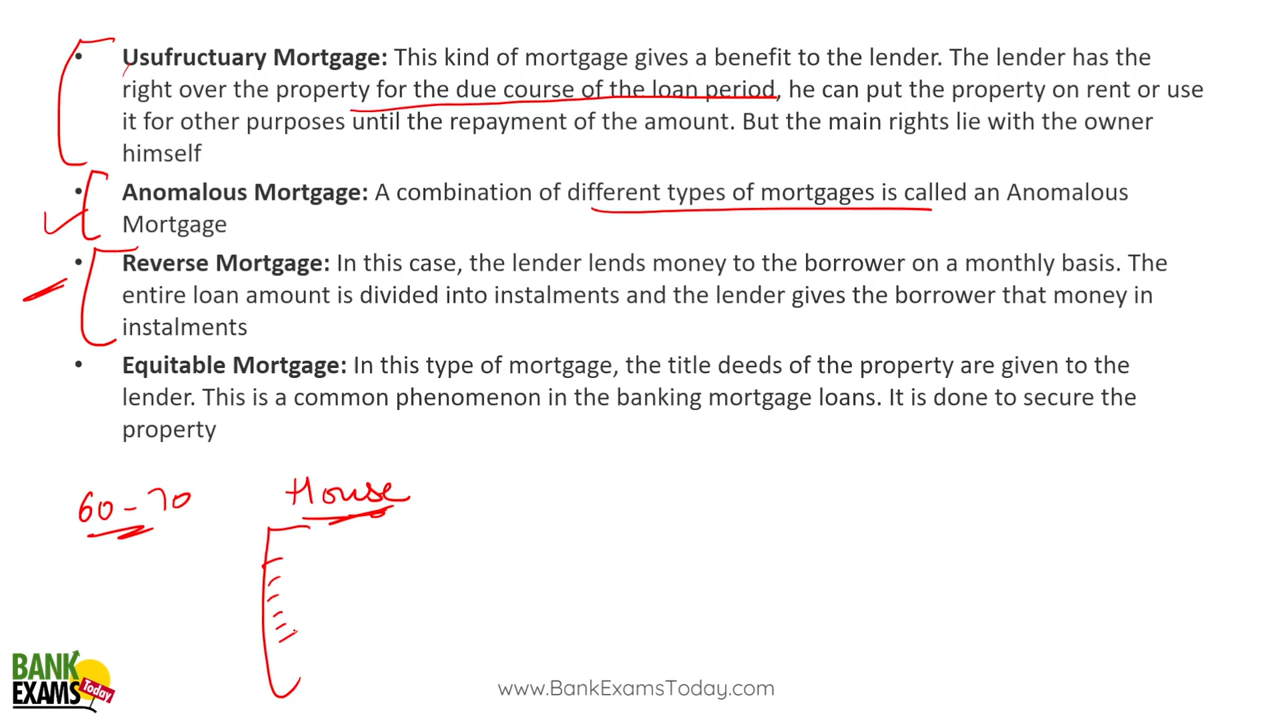 • Usufructuary Mortgage: This kind of mortgage gives a benefit to the lender. The lender has the
right over the property for the due course of the loan period, he can put the property on rent or use
it for other purposes until the repayment of the amount. But the main rights lie with the owner
himself
• Anomalous Mortgage: A combination of different types of mortgages is called an Anomalous
Mortgage
• Reverse Mortgage: In this case, the lender lends money to the borrower on a monthly basis. The
entire loan amount is divided into instalments and the lender gives the borrower that money in
instalments
• Equitable Mortgage: In this type of mortgage, the title deeds of the property are given to the
lender. This is a common phenomenon in the banking mortgage loans. It is done to secure the
property
60-70 House
BANK
EXAMS Today
www.BankExamsToday.com